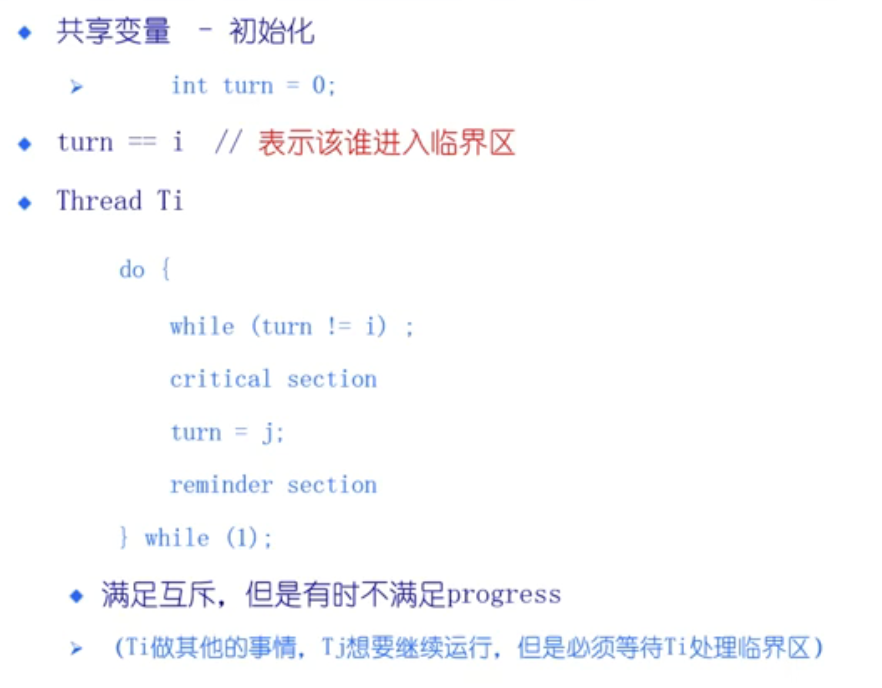 共享变量 - 初始化
int turn = 0;
turn == i // 表示该谁进入临界区
Thread Ti
do {
while (turn != i) ;
critical section
turn = j;
reminder section
} while (1);
满足互斥，但是有时不满足progress
（Ti做其他的事情，Tj想要继续运行，但是必须等待Ti处理临界区）